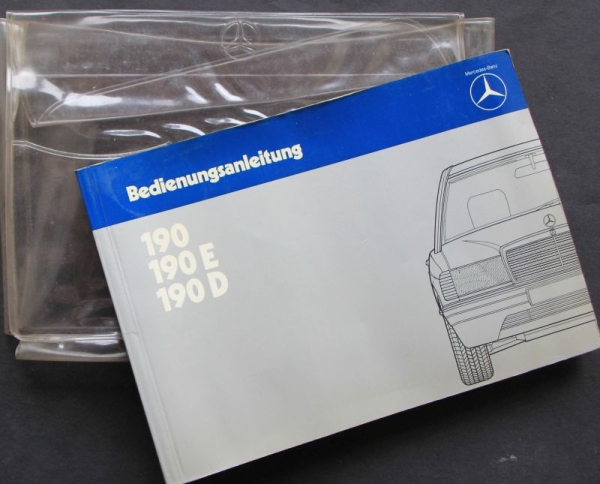 Mercedes-Benz
Bedienungsanleitung
190
190 E
190 D